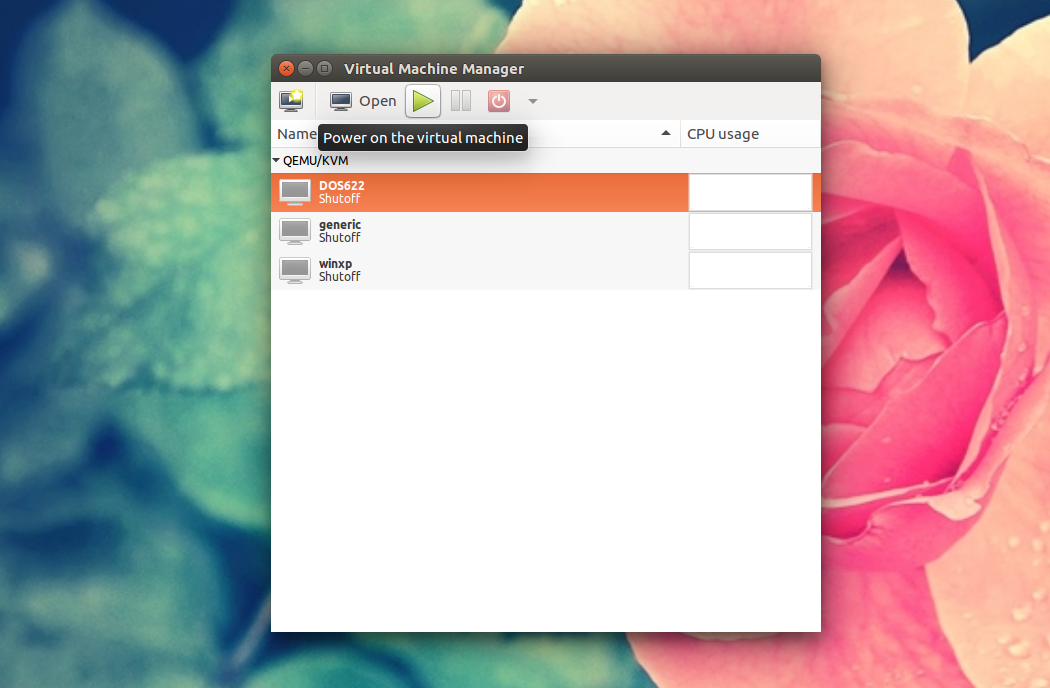 Virtual Machine Manager
Open
Name
CPU usage
Power on the virtual machine
QEMU/KVM
DOS622
Shutoff
generic
Shutoff
winxp
Shutoff